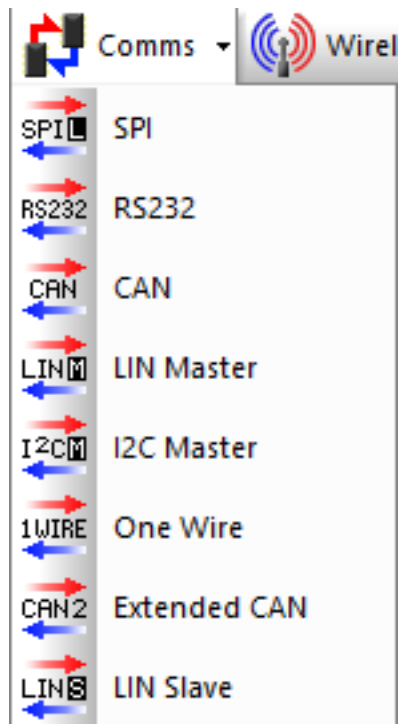 Comms Wirel
SPI L SPI
RS232 RS232
CAN CAN
LIN M LIN Master
I²C M I2C Master
1WIRE One Wire
CAN2 Extended CAN
LIN S LIN Slave